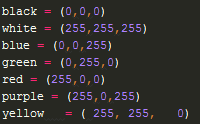 black = (0,0,0)
white = (255,255,255)
blue = (0,0,255)
green = (0,255,0)
red = (255,0,0)
purple = (255,0,255)
yellow   = ( 255, 255,   0)